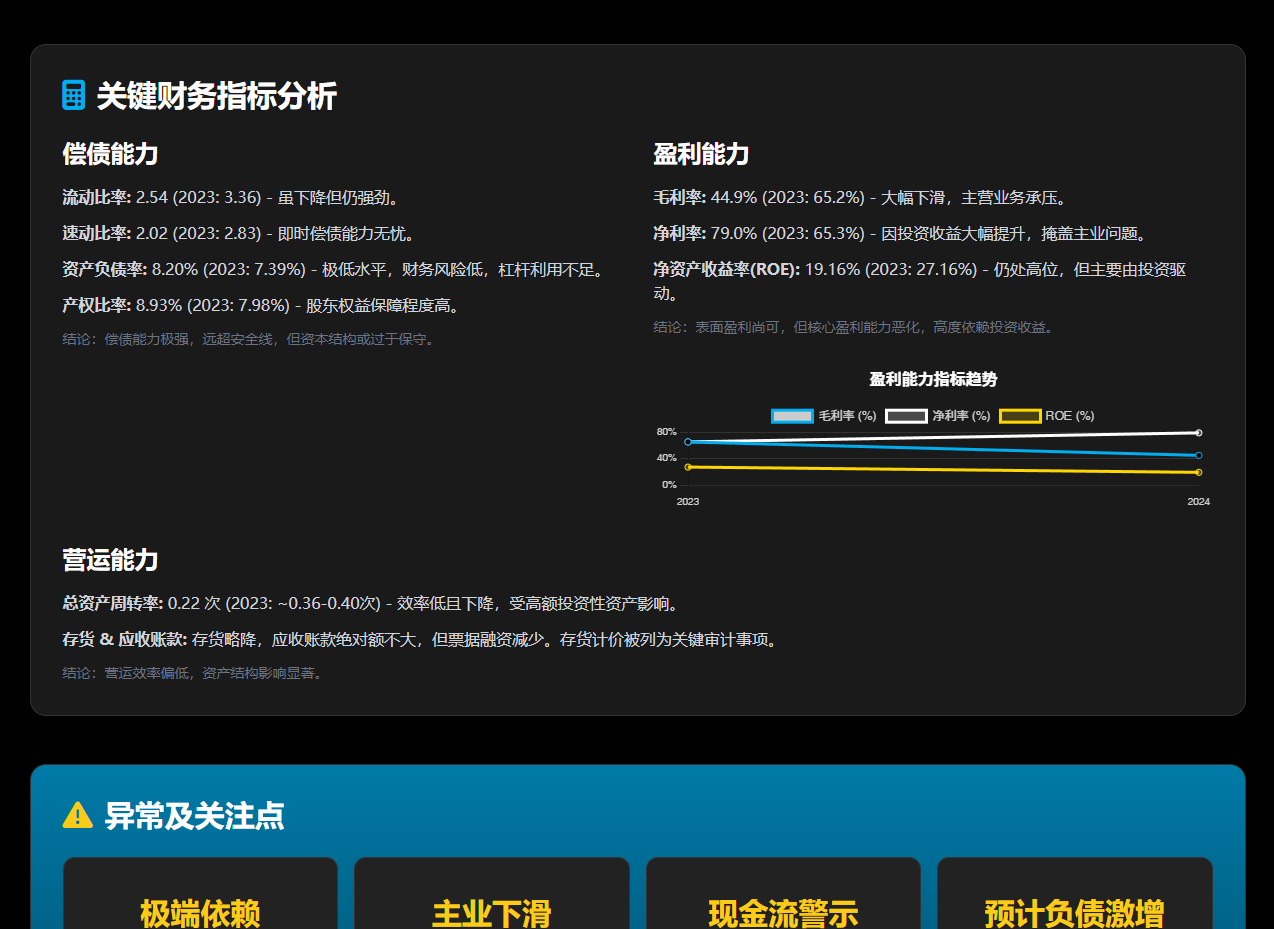 关键财务指标分析
偿债能力
流动比率: 2.54 (2023: 3.36) - 虽下降但仍强劲。
速动比率: 2.02 (2023: 2.83) - 即时偿债能力无忧。
资产负债率: 8.20% (2023: 7.39%) - 极低水平，财务风险低，杠杆利用不足。
产权比率: 8.93% (2023: 7.98%) - 股东权益保障程度高。
结论：偿债能力极强，远超安全线，但资本结构或过于保守。
盈利能力
毛利率: 44.9% (2023: 65.2%) - 大幅下滑，主营业务承压。
净利率: 79.0% (2023: 65.3%) - 因投资收益大幅提升，掩盖主业问题。
净资产收益率(ROE): 19.16% (2023: 27.16%) - 仍处高位，但主要由投资驱
动。
结论：表面盈利尚可，但核心盈利能力恶化，高度依赖投资收益。
盈利能力指标趋势
毛利率 (%) 净利率 (%) ROE (%)
80%
40%
0%
2023 2024
营运能力
总资产周转率: 0.22 次 (2023: ~0.36-0.40次) - 效率低且下降，受高额投资性资产影响。
存货 & 应收账款: 存货略降，应收账款绝对额不大，但票据融资减少。存货计价被列为关键审计事项。
结论：营运效率偏低，资产结构影响显著。
异常及关注点
极端依赖 主业下滑 现金流警示 预计负债激增